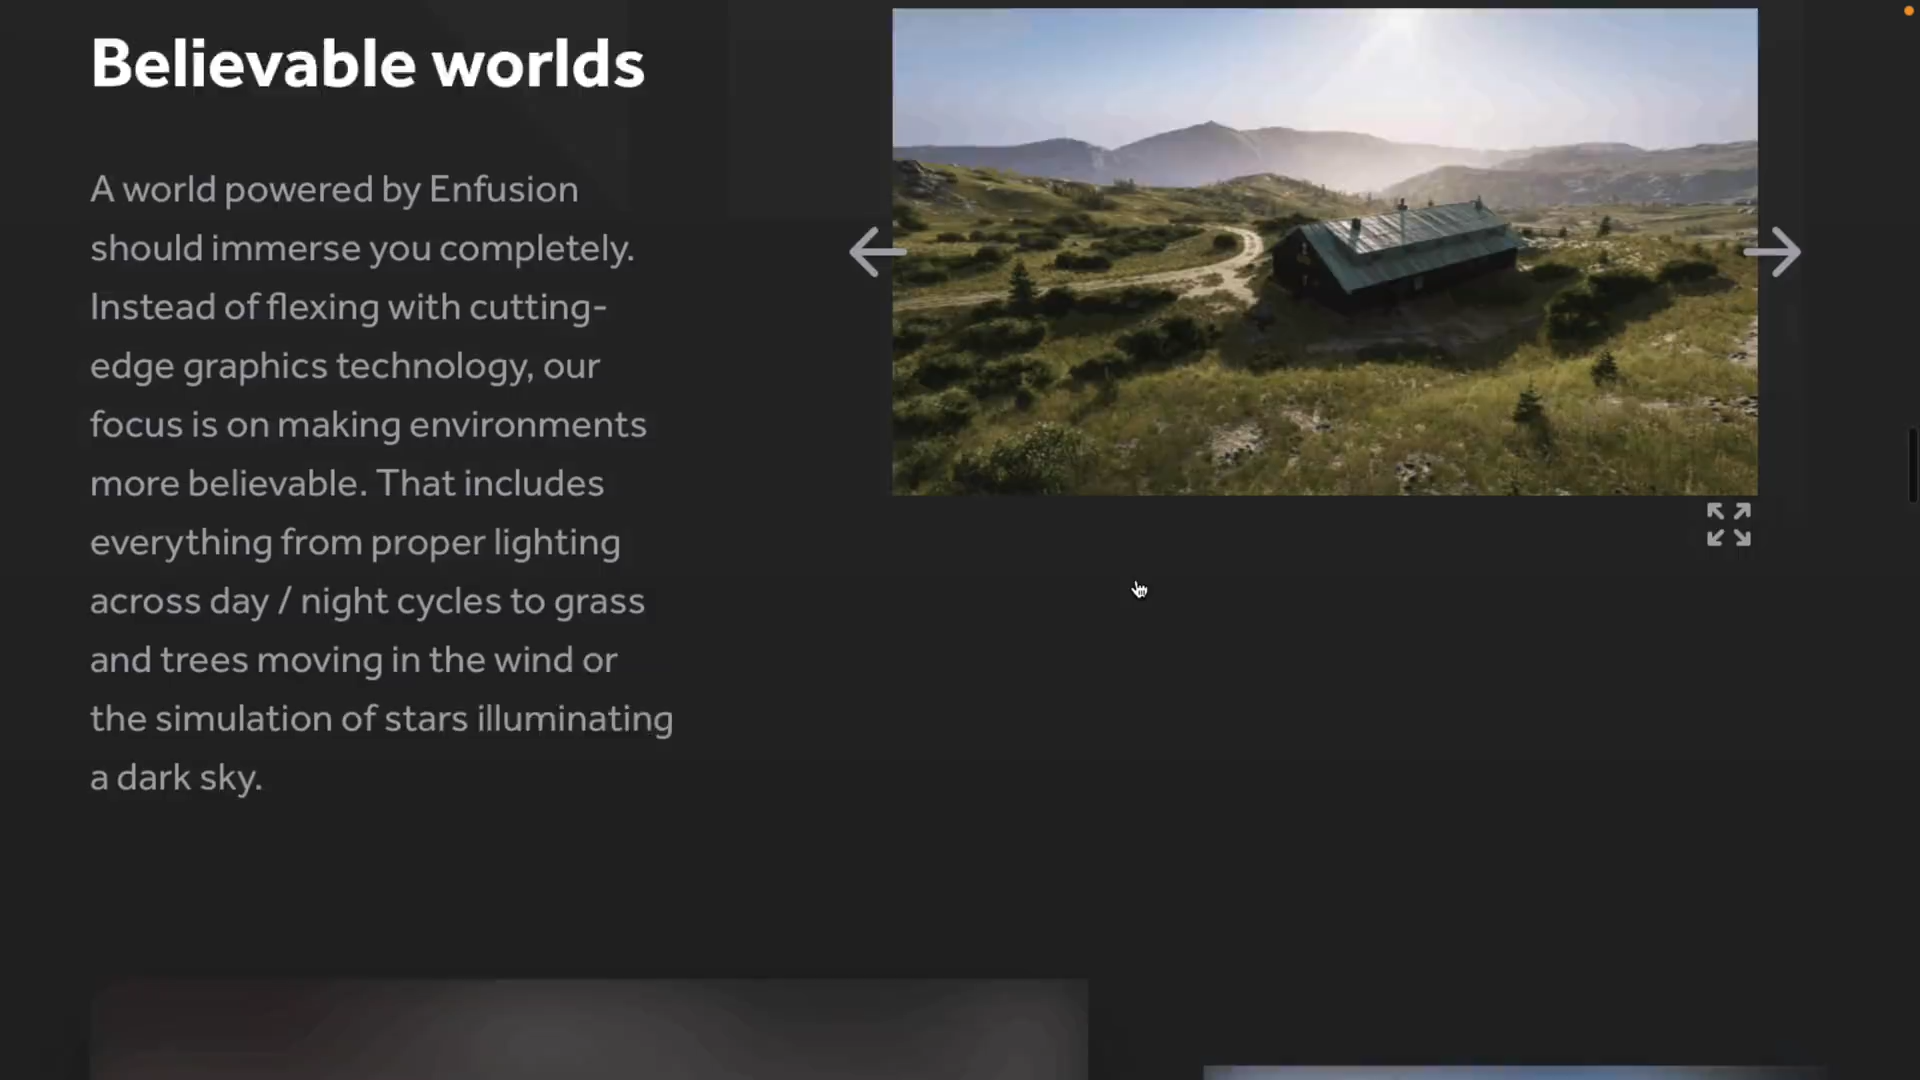 Believable worlds
A world powered by Enfusion
should immerse you completely.
Instead of flexing with cutting-
edge graphics technology, our
focus is on making environments
more believable. That includes
everything from proper lighting
across day / night cycles to grass
and trees moving in the wind or
the simulation of stars illuminating
a dark sky.